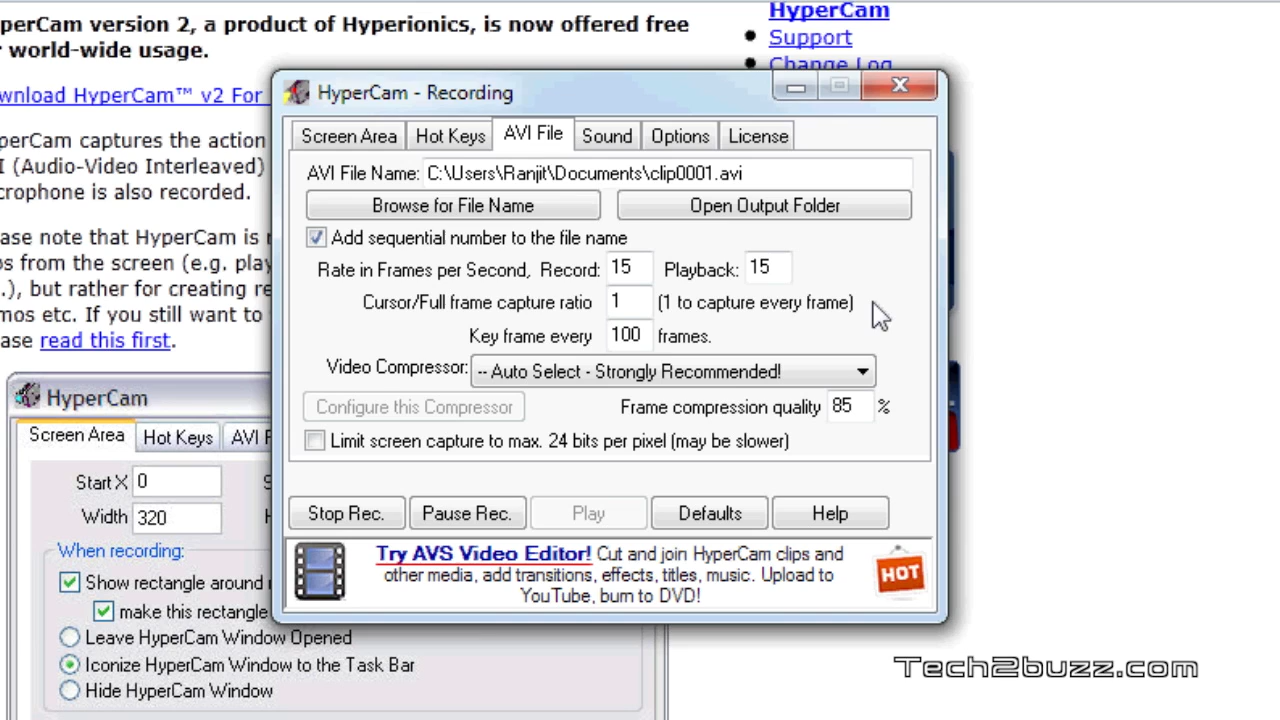 perCam version 2, a product of Hyperionics, is now offered free
world-wide usage.
wnload HyperCam™ v2 For
perCam captures the action
I (Audio-Video Interleaved)
crophone is also recorded.
ase note that HyperCam is
os from the screen (e.g. play
.), but rather for creating re
mos etc. If you still want to
ase read this first.
HyperCam
Support
Change Log
HyperCam - Recording
Screen Area Hot Keys AVI File Sound Options License
AVI File Name: C:\Users\Ranjit\Documents\clip0001.avi
Browse for File Name Open Output Folder
Add sequential number to the file name
Rate in Frames per Second, Record: 15 Playback: 15
Cursor/Full frame capture ratio 1 (1 to capture every frame)
Key frame every 100 frames.
Video Compressor: -- Auto Select - Strongly Recommended!
Configure this Compressor Frame compression quality 85 %
Limit screen capture to max. 24 bits per pixel (may be slower)
Stop Rec. Pause Rec. Play Defaults Help
Try AVS Video Editor! Cut and join HyperCam clips and
other media, add transitions, effects, titles, music. Upload to
YouTube, burn to DVD!
HOT
HyperCam
Screen Area Hot Keys AVI F
Start X 0
Width 320
When recording:
Show rectangle around
make this rectangle
Leave HyperCam Window Opened
Iconize HyperCam Window to the Task Bar
Hide HyperCam Window
Tech2buzz.com